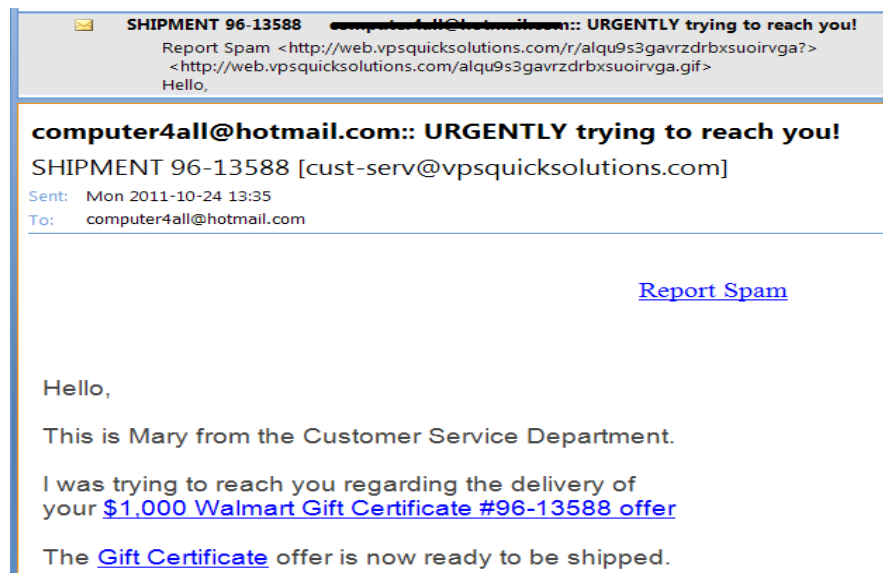 SHIPMENT 96-13588 :: URGENTLY trying to reach you!
Report Spam <http://web.vpsquicksolutions.com/r/alqu9s3gavrzdrbxsuoirvga?>
<http://web.vpsquicksolutions.com/alqu9s3gavrzdrbxsuoirvga.gif>
Hello,
computer4all@hotmail.com:: URGENTLY trying to reach you!
SHIPMENT 96-13588 [cust-serv@vpsquicksolutions.com]
Sent: Mon 2011-10-24 13:35
To: computer4all@hotmail.com
Report Spam
Hello,
This is Mary from the Customer Service Department.
I was trying to reach you regarding the delivery of
your $1,000 Walmart Gift Certificate #96-13588 offer
The Gift Certificate offer is now ready to be shipped.